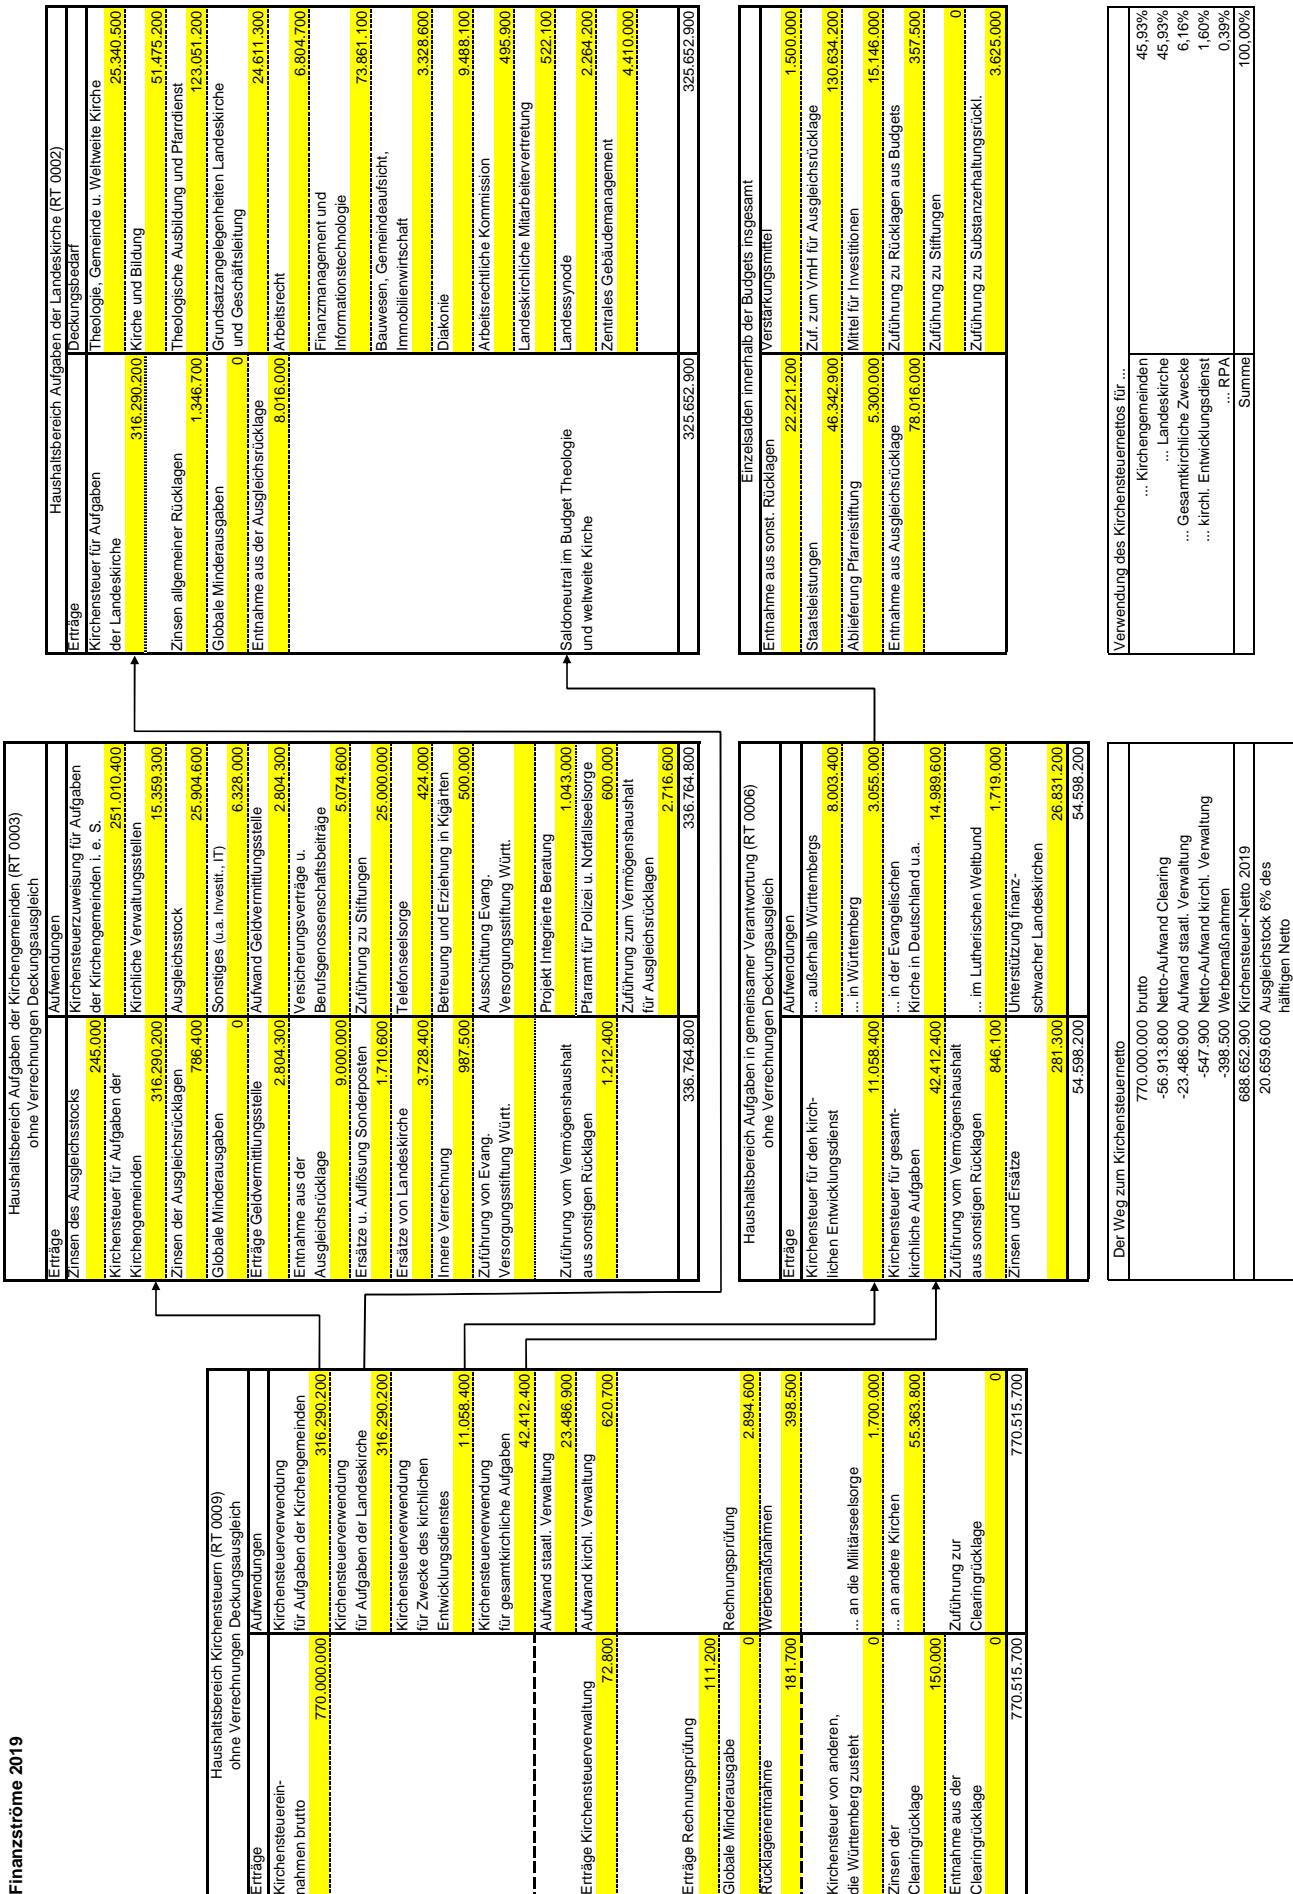 Finanzströme 2019
Haushaltsbereich Kirchensteuern (RT 0009)
ohne Verrechnungen Deckungsausgleich
Erträge
Kirchensteuerein-
nahmen brutto
770.000.000
Erträge Kirchensteuerverwaltung
72.800
Erträge Rechnungsprüfung
111.200
Globale Minderausgabe
0
Rücklagenentnahme
181.700
Kirchensteuer von anderen,
die Württemberg zusteht
0
Zinsen der
Clearingrücklage
150.000
Entnahme aus der
Clearingrücklage
0
770.515.700
Aufwendungen
Kirchensteuerverwendung
für Aufgaben der Kirchengemeinden
316.290.200
Kirchensteuerverwendung
für Aufgaben der Landeskirche
316.290.200
Kirchensteuerverwendung
für Zwecke des kirchlichen
Entwicklungsdienstes
11.058.400
Kirchensteuerverwendung
für gesamtkirchliche Aufgaben
42.412.400
Aufwand staatl. Verwaltung
23.486.900
Aufwand kirchl. Verwaltung
620.700
Rechnungsprüfung
2.894.600
Werbemaßnahmen
398.500
... an die Militärseelsorge
1.700.000
... an andere Kirchen
55.363.800
Zuführung zur
Clearingrücklage
0
770.515.700
Haushaltsbereich Aufgaben der Kirchengemeinden (RT 0003)
ohne Verrechnungen Deckungsausgleich
Erträge
Zinsen des Ausgleichsstocks
245.000
Kirchensteuer für Aufgaben der
Kirchengemeinden
316.290.200
Zinsen der Ausgleichsrücklagen
786.400
Globale Minderausgaben
0
Erträge Geldvermittlungsstelle
2.804.300
Entnahme aus der
Ausgleichsrücklage
9.000.000
Ersätze u. Auflösung Sonderposten
1.710.600
Ersätze von Landeskirche
3.728.400
Innere Verrechnung
987.500
Zuführung von Evang.
Versorgungsstiftung Württ.
Zuführung vom Vermögenshaushalt
aus sonstigen Rücklagen
1.212.400
336.764.800
Aufwendungen
Kirchensteuerzuweisung für Aufgaben
der Kirchengemeinden i. e. S.
251.010.400
Kirchliche Verwaltungsstellen
15.359.300
Ausgleichsstock
25.904.600
Sonstiges (u.a. Investit., IT)
6.328.000
Aufwand Geldvermittlungsstelle
2.804.300
Versicherungsverträge u.
Berufsgenossenschaftsbeiträge
5.074.600
Zuführung zu Stiftungen
25.000.000
Telefonseelsorge
424.000
Betreuung und Erziehung in Kigärten
500.000
Ausschüttung Evang.
Versorgungsstiftung Württ.
Projekt Integrierte Beratung
1.043.000
Pfarramt für Polizei u. Notfallseelsorge
600.000
Zuführung zum Vermögenshaushalt
für Ausgleichsrücklagen
2.716.600
336.764.800
Haushaltsbereich Aufgaben in gemeinsamer Verantwortung (RT 0006)
ohne Verrechnungen Deckungsausgleich
Erträge
Kirchensteuer für den kirch-
lichen Entwicklungsdienst
11.058.400
Kirchensteuer für gesamt-
kirchliche Aufgaben
42.412.400
Zuführung vom Vermögenshaushalt
aus sonstigen Rücklagen
846.100
Zinsen und Ersätze
281.300
54.598.200
Aufwendungen
... außerhalb Württembergs
8.003.400
... in Württemberg
3.055.000
... in der Evangelischen
Kirche in Deutschland u.a.
14.989.600
... im Lutherischen Weltbund
1.719.000
Unterstützung finanz-
schwacher Landeskirchen
26.831.200
54.598.200
Der Weg zum Kirchensteuernetto
770.000.000 brutto
-56.913.800 Netto-Aufwand Clearing
-23.486.900 Aufwand staatl. Verwaltung
-547.900 Netto-Aufwand kirchl. Verwaltung
-398.500 Werbemaßnahmen
688.652.900 Kirchensteuer-Netto 2019
20.659.600 Ausgleichstock 6% des
hälftigen Netto
Haushaltsbereich Aufgaben der Landeskirche (RT 0002)
Erträge
Kirchensteuer für Aufgaben
der Landeskirche
316.290.200
Zinsen allgemeiner Rücklagen
1.346.700
Globale Minderausgaben
0
Entnahme aus der Ausgleichsrücklage
8.016.000
Saldoneutral im Budget Theologie
und weltweite Kirche
325.652.900
Deckungsbedarf
Theologie, Gemeinde u. Weltweite Kirche
25.340.500
Kirche und Bildung
51.475.200
Theologische Ausbildung und Pfarrdienst
123.051.200
Grundsatzangelegenheiten Landeskirche
und Geschäftsleitung
24.611.300
Arbeitsrecht
6.804.700
Finanzmanagement und
Informationstechnologie
73.861.100
Bauwesen, Gemeindeaufsicht,
Immobilienwirtschaft
3.328.600
Diakonie
9.488.100
Arbeitsrechtliche Kommission
495.900
Landeskirchliche Mitarbeitervertretung
522.100
Landessynode
2.264.200
Zentrales Gebäudemanagement
4.410.000
325.652.900
Einzelsalden innerhalb der Budgets insgesamt
Entnahme aus sonst. Rücklagen
22.221.200
Staatsleistungen
46.342.900
Ablieferung Pfarreistiftung
5.300.000
Entnahme aus Ausgleichsrücklage
78.016.000
Verstärkungsmittel
1.500.000
Zuf. zum VmH für Ausgleichsrücklage
130.634.200
Mittel für Investitionen
15.146.000
Zuführung zu Rücklagen aus Budgets
357.500
Zuführung zu Stiftungen
0
Zuführung zu Substanzerhaltungsrückl.
3.625.000
Verwendung des Kirchensteuernettos für ...
... Kirchengemeinden 45,93%
... Landeskirche 45,93%
... Gesamtkirchliche Zwecke 6,16%
... kirchl. Entwicklungsdienst 1,60%
... RPA 0,39%
Summe 100,00%